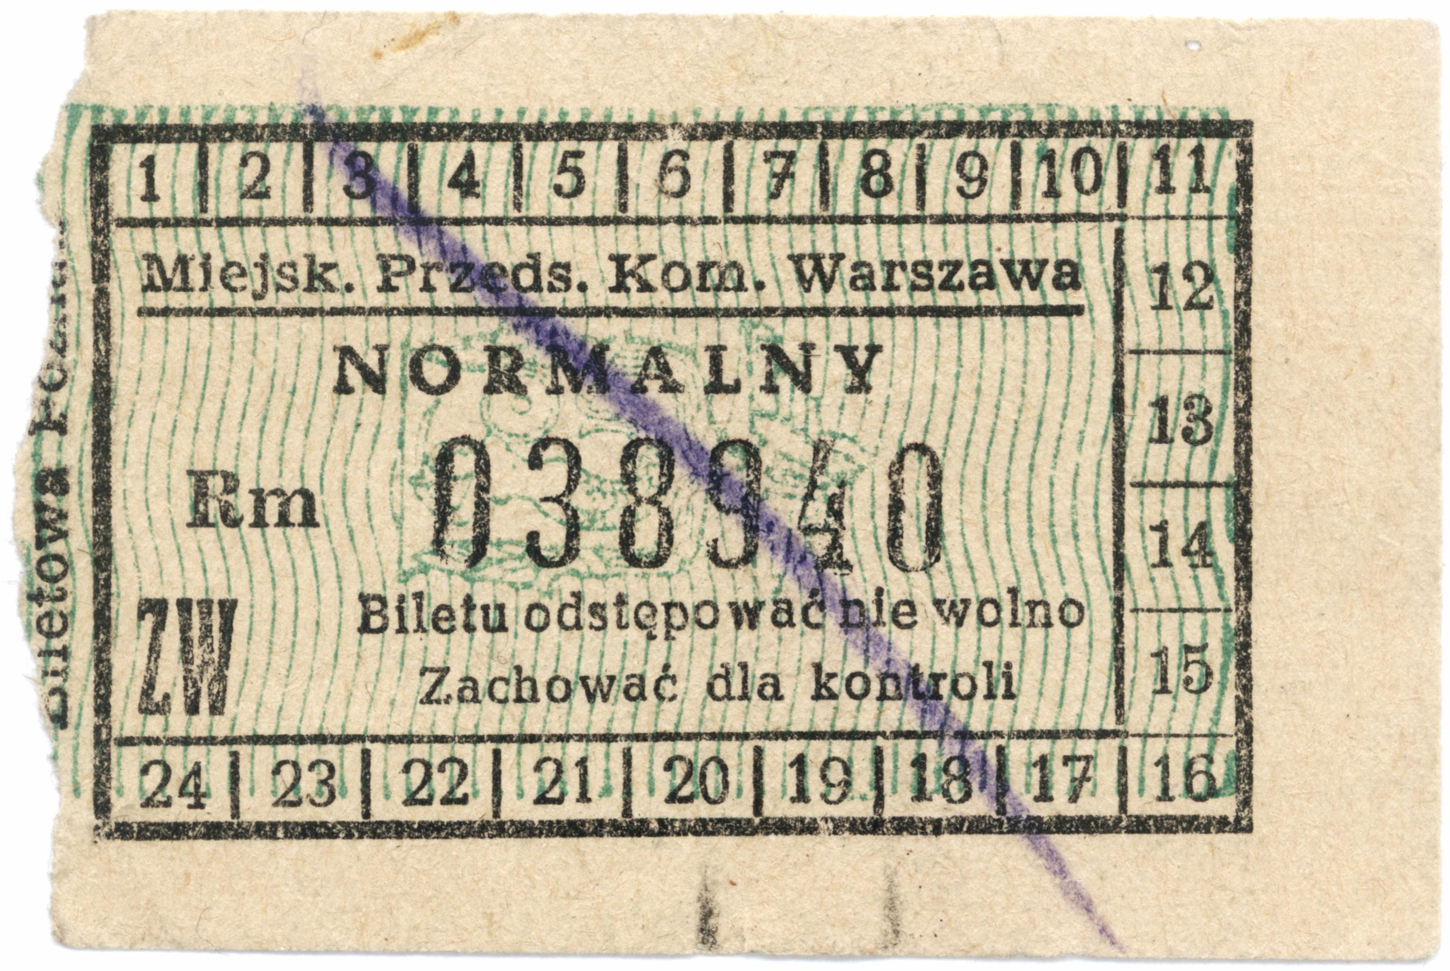 1 2 3 4 5 6 7 8 9 10 11
Miejsk. Przeds. Kom. Warszawa
12
NORMALNY
13
Rm 038940
14
ZW
Biletu odstępować nie wolno
Zachować dla kontroli
15
24 23 22 21 20 19 18 17 16
Biletowa